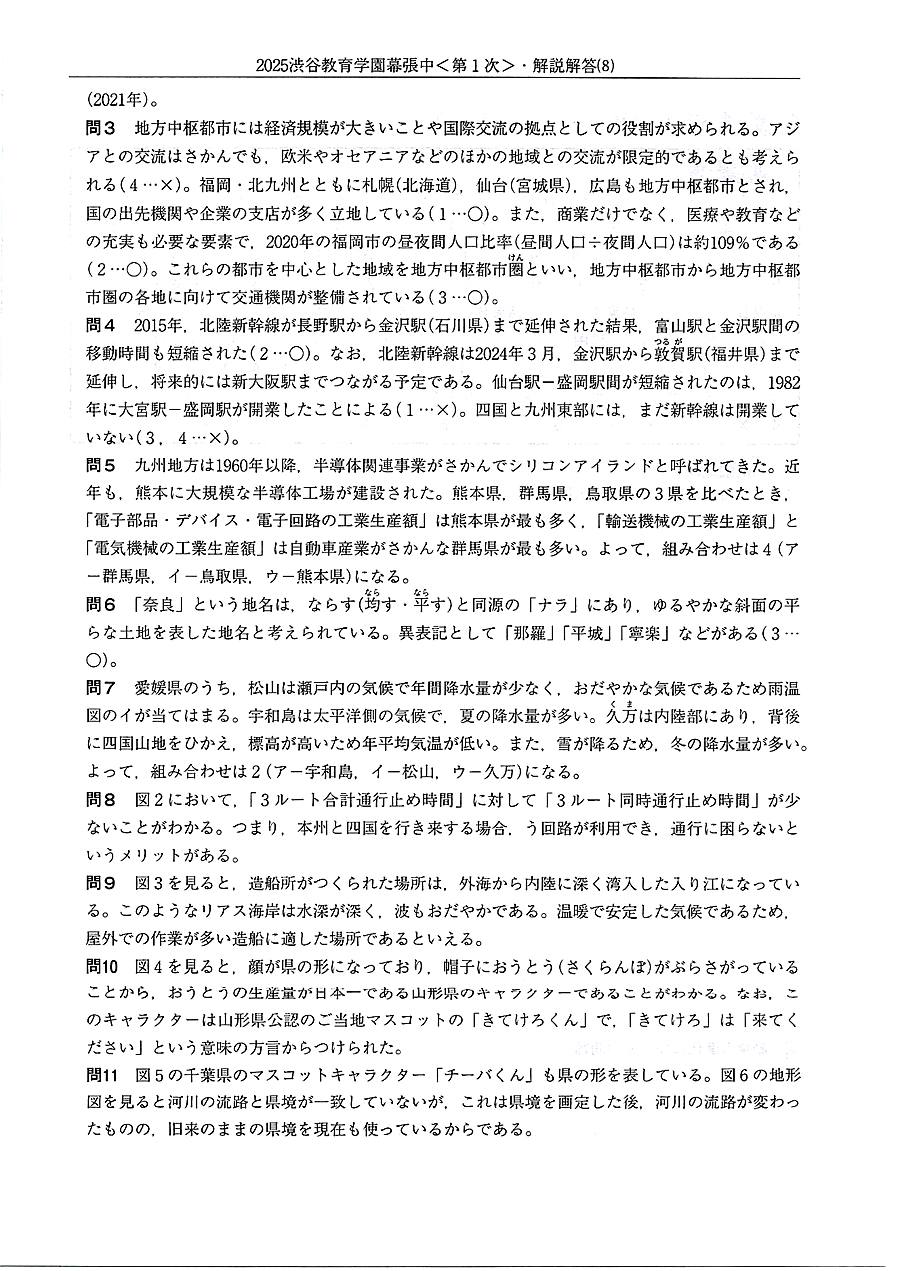 2025渋谷教育学園幕張中＜第1次＞・解説解答(8)
(2021年)。
問3　地方中枢都市には経済規模が大きいことや国際交流の拠点としての役割が求められる。アジ
アとの交流はさかんでも，欧米やオセアニアなどのほかの地域との交流が限定的であるとも考えら
れる(4…×)。福岡・北九州とともに札幌(北海道)，仙台(宮城県)，広島も地方中枢都市とされ，
国の出先機関や企業の支店が多く立地している(1…○)。また，商業だけでなく，医療や教育など
の充実も必要な要素で，2020年の福岡市の昼夜間人口比率(昼間人口÷夜間人口)は約109％である
(2…○)。これらの都市を中心とした地域を地方中枢都市圏といい，地方中枢都市から地方中枢都
市圏の各地に向けて交通機関が整備されている(3…○)。
問4　2015年，北陸新幹線が長野駅から金沢駅(石川県)まで延伸された結果，富山駅と金沢駅間の
移動時間も短縮された(2…○)。なお，北陸新幹線は2024年3月，金沢駅から敦賀駅(福井県)まで
延伸し，将来的には新大阪駅までつながる予定である。仙台駅－盛岡駅間が短縮されたのは，1982
年に大宮駅－盛岡駅が開業したことによる(1…×)。四国と九州東部には，まだ新幹線は開業して
いない(3，4…×)。
問5　九州地方は1960年以降，半導体関連事業がさかんでシリコンアイランドと呼ばれてきた。近
年も，熊本に大規模な半導体工場が建設された。熊本県，群馬県，鳥取県の3県を比べたとき，
「電子部品・デバイス・電子回路の工業生産額」は熊本県が最も多く，「輸送機械の工業生産額」と
「電気機械の工業生産額」は自動車産業がさかんな群馬県が最も多い。よって，組み合わせは4(ア
－群馬県，イ－鳥取県，ウ－熊本県)になる。
問6　「奈良」という地名は，ならす(均す・平す)と同源の「ナラ」にあり，ゆるやかな斜面の平
らな土地を表した地名と考えられている。異表記として「那羅」「平城」「寧楽」などがある(3…
○)。
問7　愛媛県のうち，松山は瀬戸内の気候で年間降水量が少なく，おだやかな気候であるため雨温
図のイが当てはまる。宇和島は太平洋側の気候で，夏の降水量が多い。久万は内陸部にあり，背後
に四国山地をひかえ，標高が高いため年平均気温が低い。また，雪が降るため，冬の降水量が多い。
よって，組み合わせは2(ア－宇和島，イ－松山，ウ－久万)になる。
問8　図2において，「3ルート合計通行止め時間」に対して「3ルート同時通行止め時間」が少
ないことがわかる。つまり，本州と四国を行き来する場合，う回路が利用でき，通行に困らないと
いうメリットがある。
問9　図3を見ると，造船所がつくられた場所は，外海から内陸に深く湾入した入り江になってい
る。このようなリアス海岸は水深が深く，波もおだやかである。温暖で安定した気候であるため，
屋外での作業が多い造船に適した場所であるといえる。
問10　図4を見ると，顔が県の形になっており，帽子におうとう(さくらんぼ)がぶらさがっている
ことから，おうとうの生産量が日本一である山形県のキャラクターであることがわかる。なお，こ
のキャラクターは山形県公認のご当地マスコットの「きてけろくん」で，「きてけろ」は「来てく
ださい」という意味の方言からつけられた。
問11　図5の千葉県のマスコットキャラクター「チーバくん」も県の形を表している。図6の地形
図を見ると河川の流路と県境が一致していないが，これは県境を画定した後，河川の流路が変わっ
たものの，旧来のままの県境を現在も使っているからである。